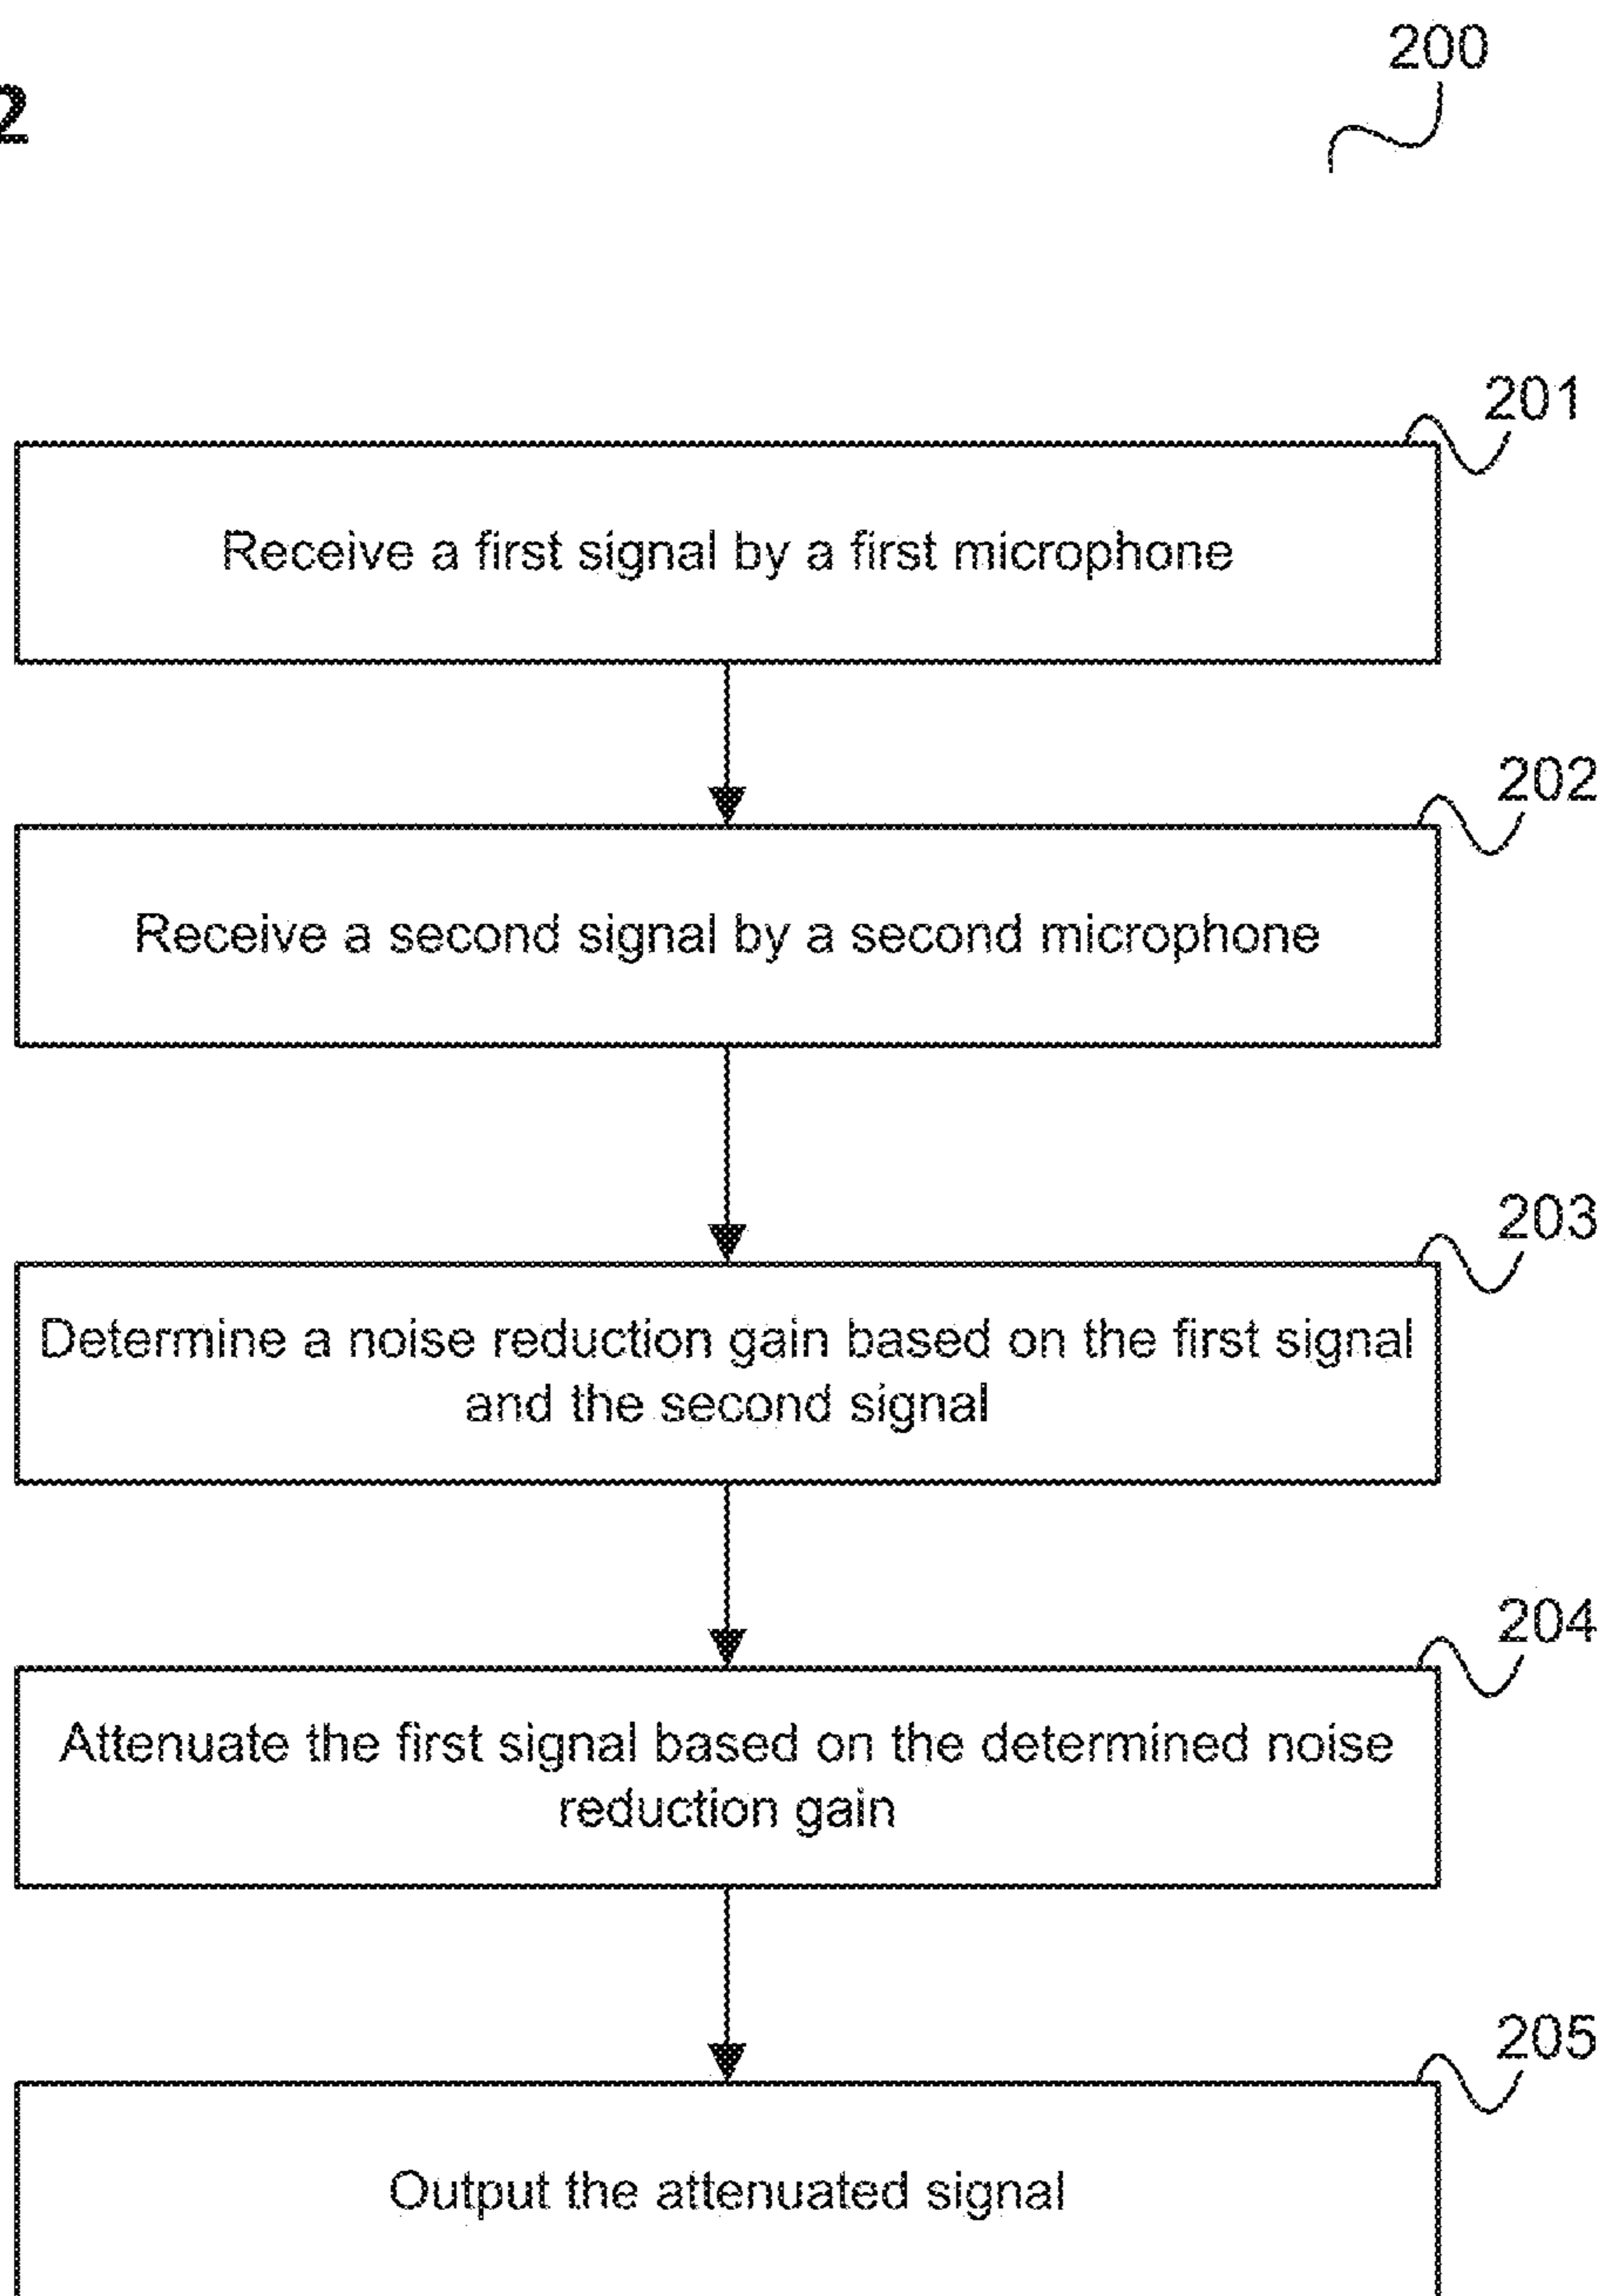 200
2
201
Receive a first signal by a first microphone
202
Receive a second signal by a second microphone
203
Determine a noise reduction gain based on the first signal
and the second signal
204
Attenuate the first signal based on the determined noise
reduction gain
205
Output the attenuated signal